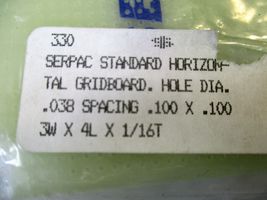 330
SERPAC STANDARD HORIZON-
TAL GRIDBOARD. HOLE DIA.
.038 SPACING .100 X .100
3W X 4L X 1/16T